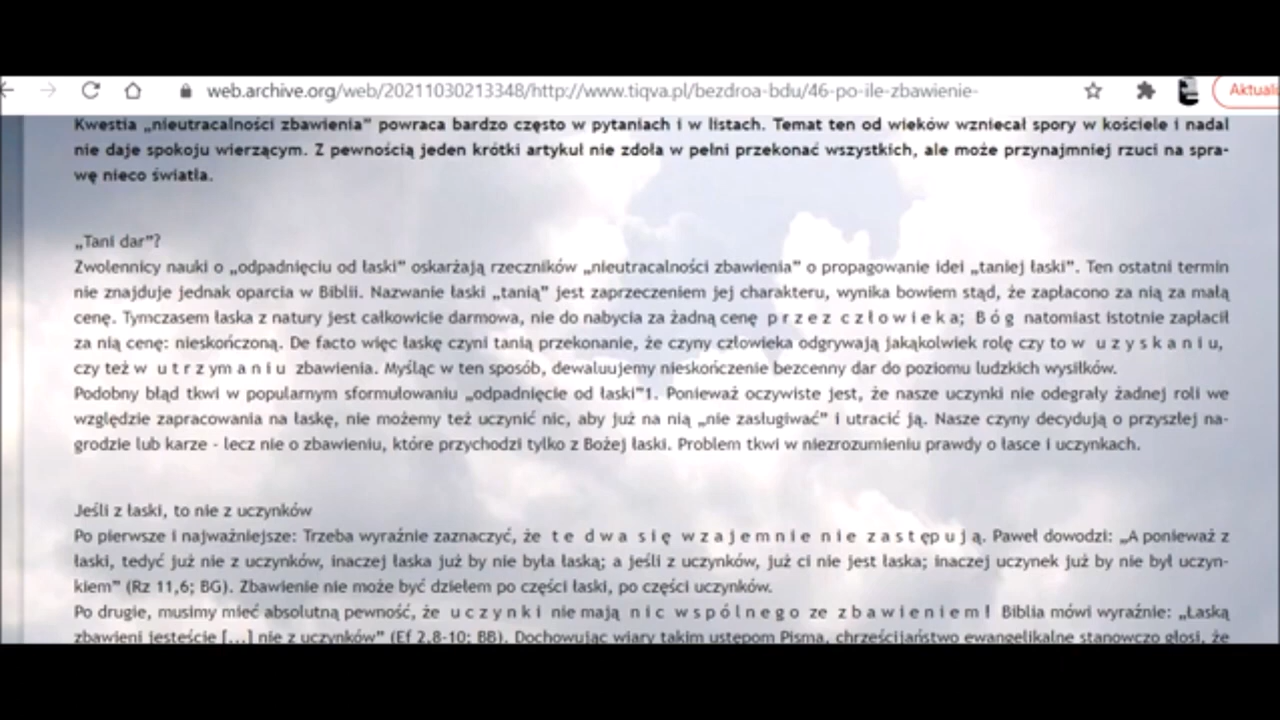 web.archive.org/web/20211030213348/http://www.tiqva.pl/bezdroa-bdu/46-po-ile-zbawienie-
Aktuali
Kwestia „nieutracalności zbawienia” powraca bardzo często w pytaniach i w listach. Temat ten od wieków wzniecał spory w kościele i nadal
nie daje spokoju wierzącym. Z pewnością jeden krótki artykuł nie zdoła w pełni przekonać wszystkich, ale może przynajmniej rzuci na spra-
wę nieco światła.
„Tani dar”?
Zwolennicy nauki o „odpadnięciu od łaski” oskarżają rzeczników „nieutracalności zbawienia” o propagowanie idei „taniej łaski”. Ten ostatni termin
nie znajduje jednak oparcia w Biblii. Nazwanie łaski „tanią” jest zaprzeczeniem jej charakteru, wynika bowiem stąd, że zapłacono za nią za małą
cenę. Tymczasem łaska z natury jest całkowicie darmowa, nie do nabycia za żadną cenę p r z e z c z ł o w i e k a; B ó g natomiast istotnie zapłacił
za nią cenę: nieskończoną. De facto więc łaskę czyni tanią przekonanie, że czyny człowieka odgrywają jakąkolwiek rolę czy to w u z y s k a n i u,
czy też w u t r z y m a n i u zbawienia. Myśląc w ten sposób, dewaluujemy nieskończenie bezcenny dar do poziomu ludzkich wysiłków.
Podobny błąd tkwi w popularnym sformułowaniu „odpadnięcie od łaski”1. Ponieważ oczywiste jest, że nasze uczynki nie odegrały żadnej roli we
względzie zapracowania na łaskę, nie możemy też uczynić nic, aby już na nią „nie zasługiwać” i utracić ją. Nasze czyny decydują o przyszłej na-
grodzie lub karze - lecz nie o zbawieniu, które przychodzi tylko z Bożej łaski. Problem tkwi w niezrozumieniu prawdy o łasce i uczynkach.
Jeśli z łaski, to nie z uczynków
Po pierwsze i najważniejsze: Trzeba wyraźnie zaznaczyć, że t e d w a s i ę w z a j e m n i e n i e z a s t ę p u j ą. Paweł dowodzi: „A ponieważ z
łaski, tedyć już nie z uczynków, inaczej łaska już by nie była łaską; a jeśli z uczynków, już ci nie jest łaska; inaczej uczynek już by nie był uczyn-
kiem” (Rz 11,6; BG). Zbawienie nie może być dziełem po części łaski, po części uczynków.
Po drugie, musimy mieć absolutną pewność, że u c z y n k i nie mają n i c w s p ó l n e g o ze z b a w i e n i e m ! Biblia mówi wyraźnie: „Łaską
zbawieni jesteście [...] nie z uczynków” (Ef 2,8-10; BB). Dochowując wiary takim ustępom Pisma, chrześcijaństwo ewangelikalne stanowczo głosi, że